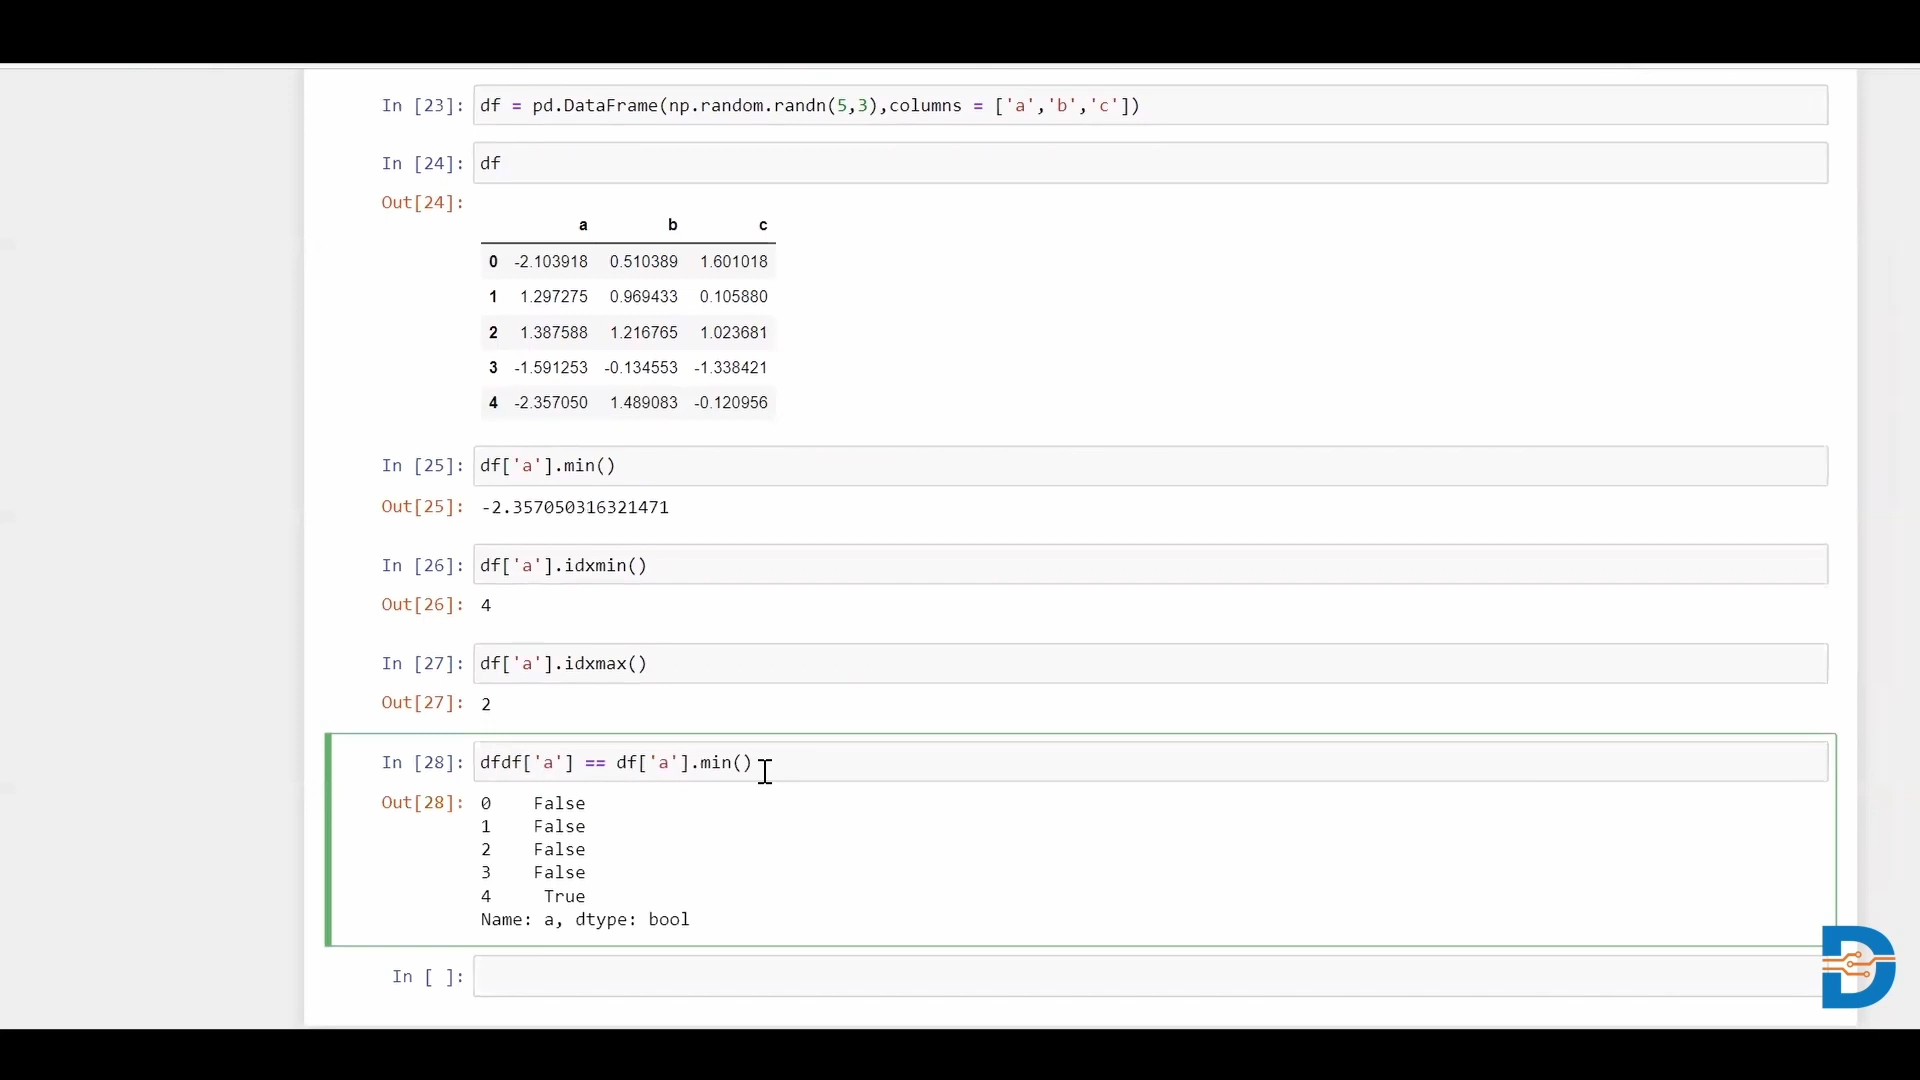 In [23]: df = pd.DataFrame(np.random.randn(5,3),columns = ['a','b','c'])
In [24]: df
Out[24]:
a b c
0 -2.103918 0.510389 1.601018
1 1.297275 0.969433 0.105880
2 1.387588 1.216765 1.023681
3 -1.591253 -0.134553 -1.338421
4 -2.357050 1.489083 -0.120956
In [25]: df['a'].min()
Out[25]: -2.357050316321471
In [26]: df['a'].idxmin()
Out[26]: 4
In [27]: df['a'].idxmax()
Out[27]: 2
In [28]: dfdf['a'] == df['a'].min()
Out[28]: 0 False
1 False
2 False
3 False
4 True
Name: a, dtype: bool
In [ ]:
D